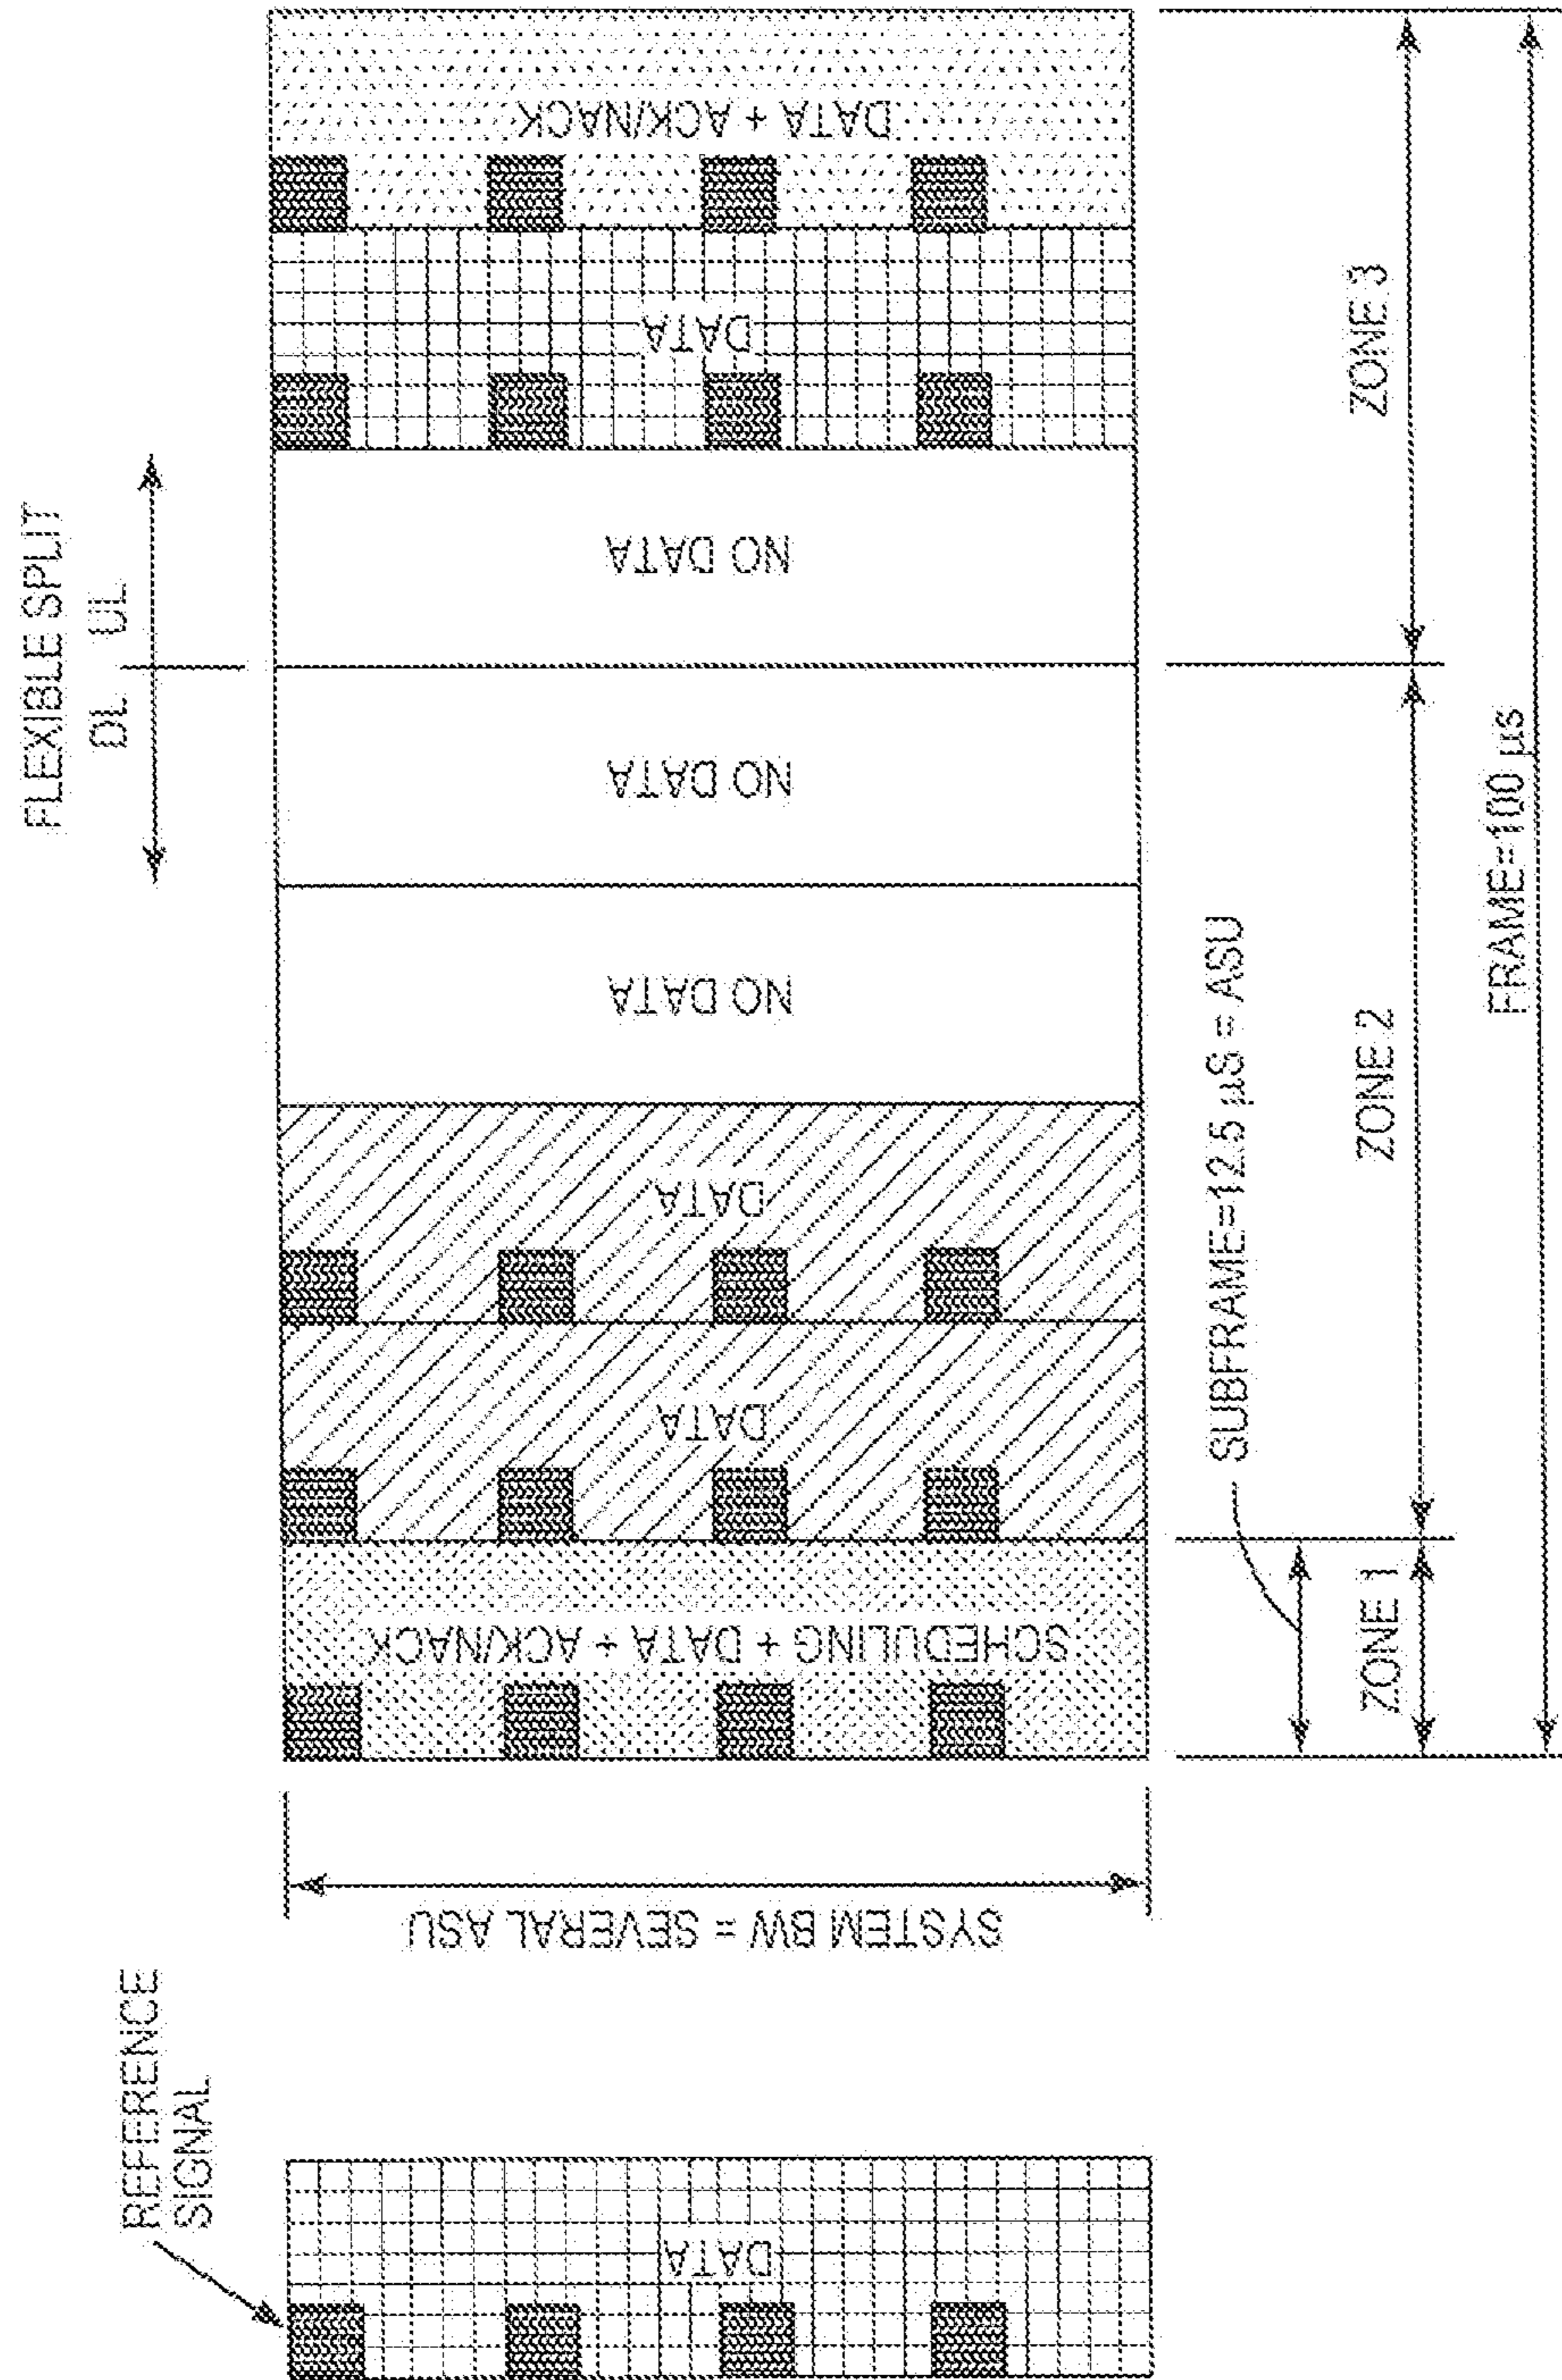 REFERENCE
SIGNAL
DATA
SYSTEM BW = SEVERAL ASU
FLEXIBLE SPLIT
DL UL
SCHEDULING + DATA + ACK/NACK
DATA
DATA
NO DATA
NO DATA
NO DATA
DATA
DATA + ACK/NACK
SUBFRAME=12.5 µS = ASU
ZONE 1
ZONE 2
ZONE 3
FRAME=100 µs